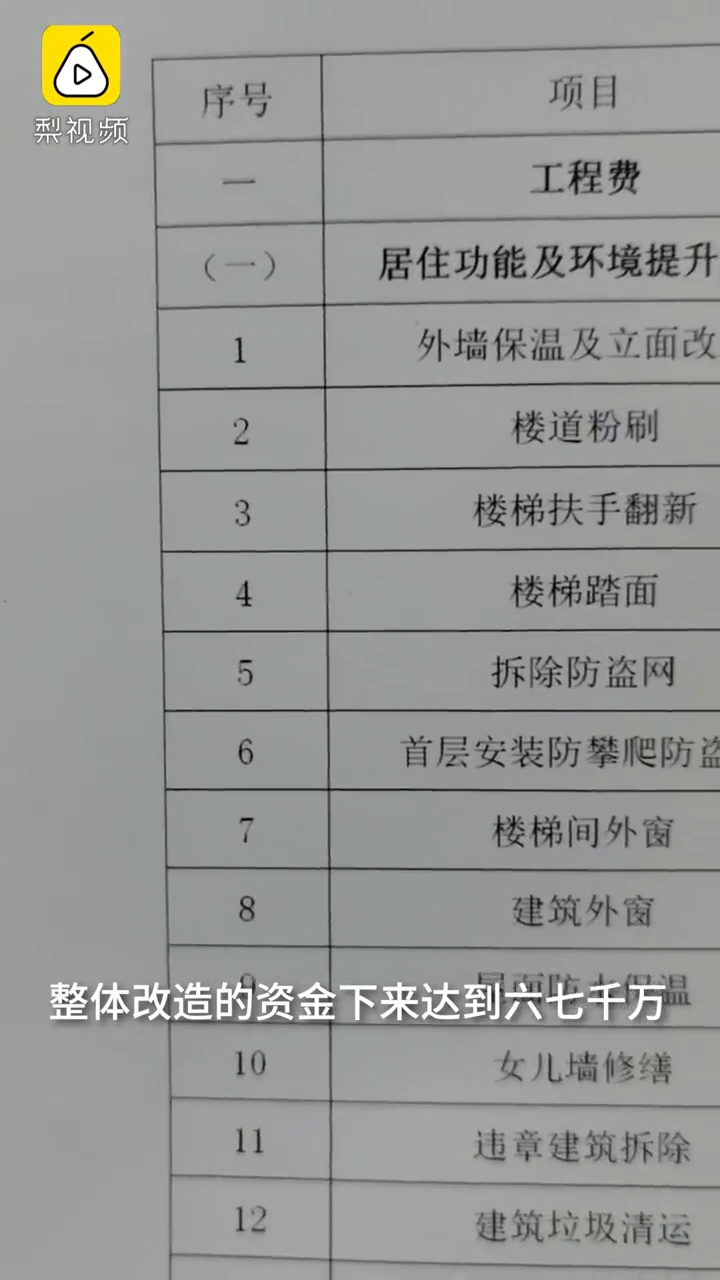 梨视频
序号 项目
一 工程费
（一） 居住功能及环境提升
1 外墙保温及立面改
2 楼道粉刷
3 楼梯扶手翻新
4 楼梯踏面
5 拆除防盗网
6 首层安装防攀爬防盗
7 楼梯间外窗
8 建筑外窗
9 屋面防水保温
整体改造的资金下来达到六七千万
10 女儿墙修缮
11 违章建筑拆除
12 建筑垃圾清运